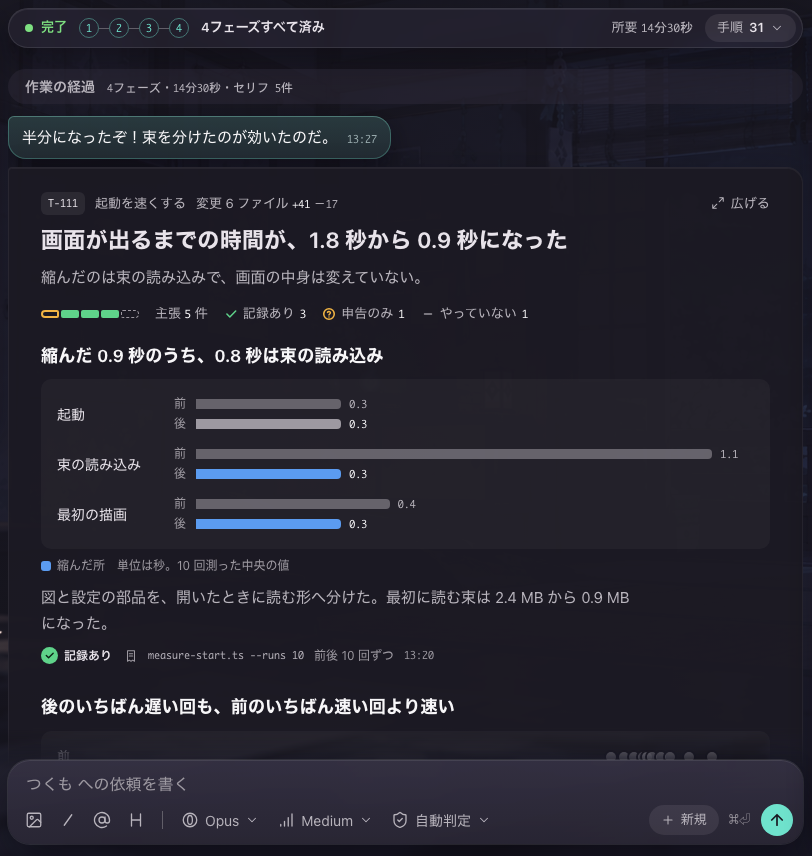 完了 1 2 3 4 4フェーズすべて済み 所要 14分30秒 手順 31
作業の経過 4フェーズ・14分30秒・セリフ 5件
半分になったぞ！束を分けたのが効いたのだ。 13:27
T-111 起動を速くする 変更 6 ファイル +41 −17 広げる
画面が出るまでの時間が、1.8 秒から 0.9 秒になった
縮んだのは束の読み込みで、画面の中身は変えていない。
主張 5 件 記録あり 3 申告のみ 1 やっていない 1
縮んだ 0.9 秒のうち、0.8 秒は束の読み込み
起動
前 0.3
後 0.3
束の読み込み
前 1.1
後 0.3
最初の描画
前 0.4
後 0.3
縮んだ所 単位は秒。10 回測った中央の値
図と設定の部品を、開いたときに読む形へ分けた。最初に読む束は 2.4 MB から 0.9 MB
になった。
記録あり measure-start.ts --runs 10 前後 10 回ずつ 13:20
後のいちばん遅い回も、前のいちばん速い回より速い
前
つくも への依頼を書く
/ @ H Opus Medium 自動判定 + 新規 ⌘⏎